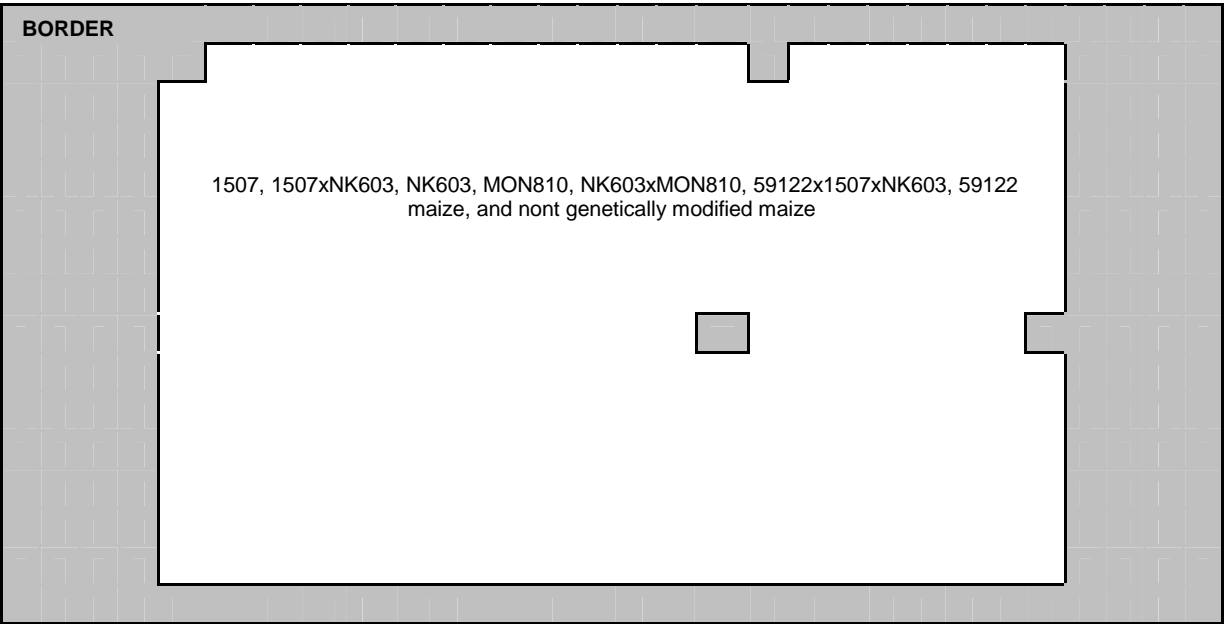 BORDER
1507, 1507xNK603, NK603, MON810, NK603xMON810, 59122x1507xNK603, 59122
maize, and nont genetically modified maize